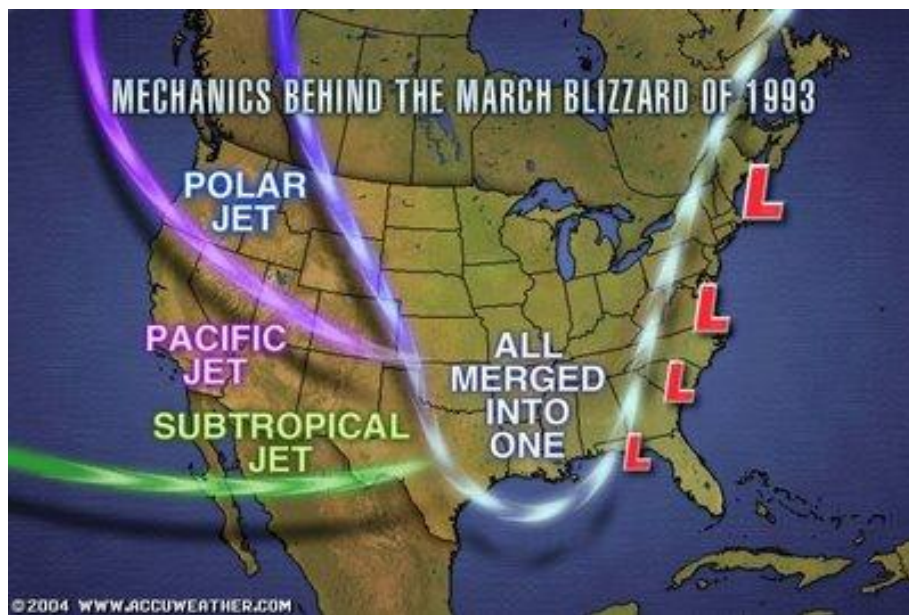 MECHANICS BEHIND THE MARCH BLIZZARD OF 1993
POLAR
JET
PACIFIC
JET
SUBTROPICAL
JET
ALL
MERGED
INTO
ONE
L
L
L
L
©2004 WWW.ACCUWEATHER.COM